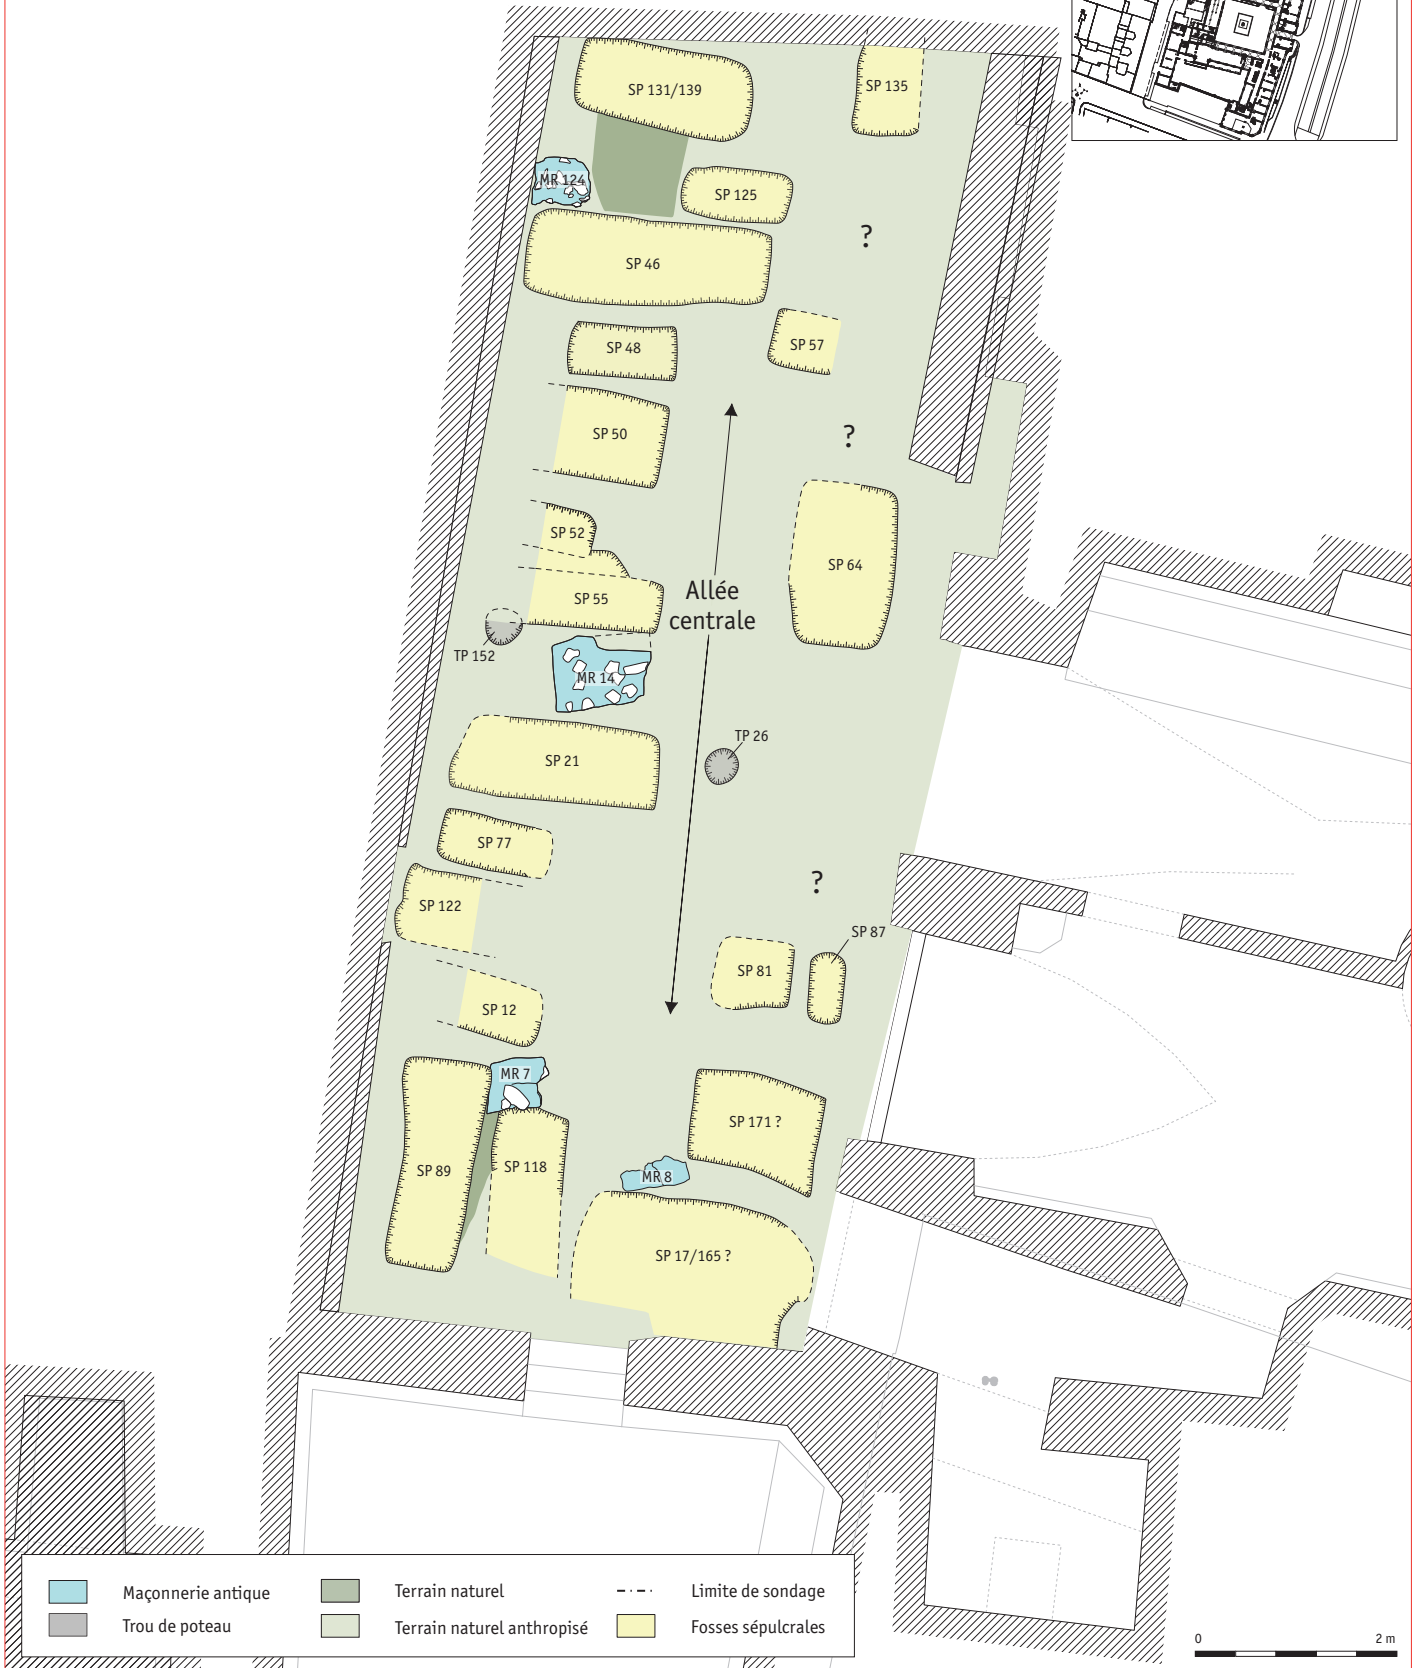 SP 131/139
SP 135
MR 124
SP 125
?
SP 46
SP 48
SP 57
SP 50
?
SP 52
SP 64
SP 55
Allée
centrale
TP 152
MR 14
TP 26
SP 21
SP 77
?
SP 122
SP 87
SP 81
SP 12
MR 7
SP 171 ?
SP 89
SP 118
MR 8
SP 17/165 ?
Maçonnerie antique
Terrain naturel
Limite de sondage
Trou de poteau
Terrain naturel anthropisé
Fosses sépulcrales
0 2 m